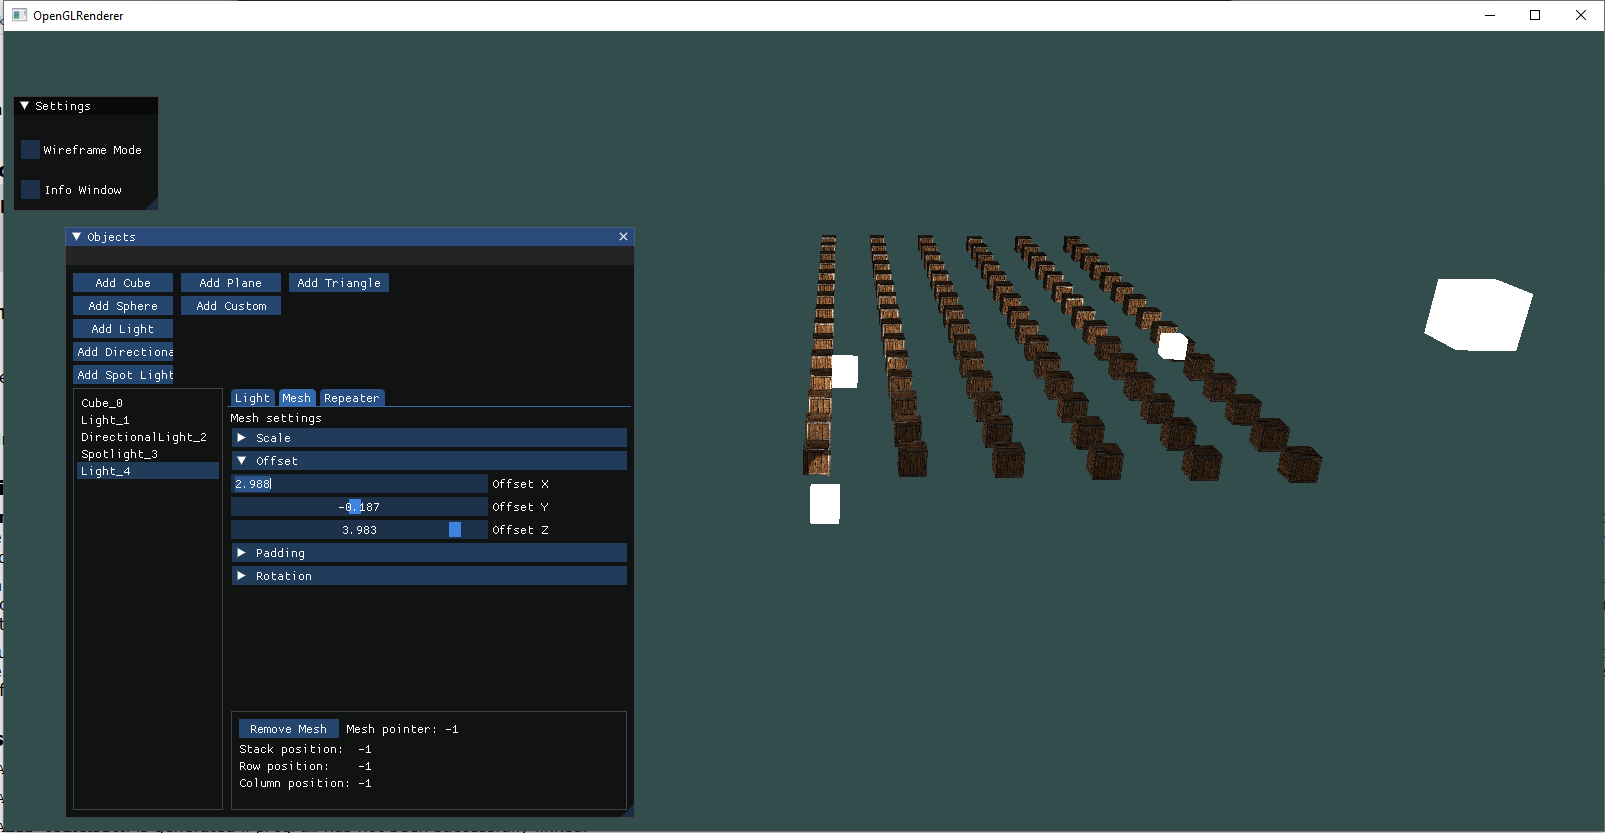 OpenGLRenderer
Settings
Wireframe Mode
Info Window
Objects
Add Cube Add Plane Add Triangle
Add Sphere Add Custom
Add Light
Add Directiona
Add Spot Light
Cube_0
Light_1
DirectionalLight_2
Spotlight_3
Light_4
Light Mesh Repeater
Mesh settings
Scale
Offset
2.988 Offset X
-0.187 Offset Y
3.983 Offset Z
Padding
Rotation
Remove Mesh Mesh pointer: -1
Stack position: -1
Row position: -1
Column position: -1